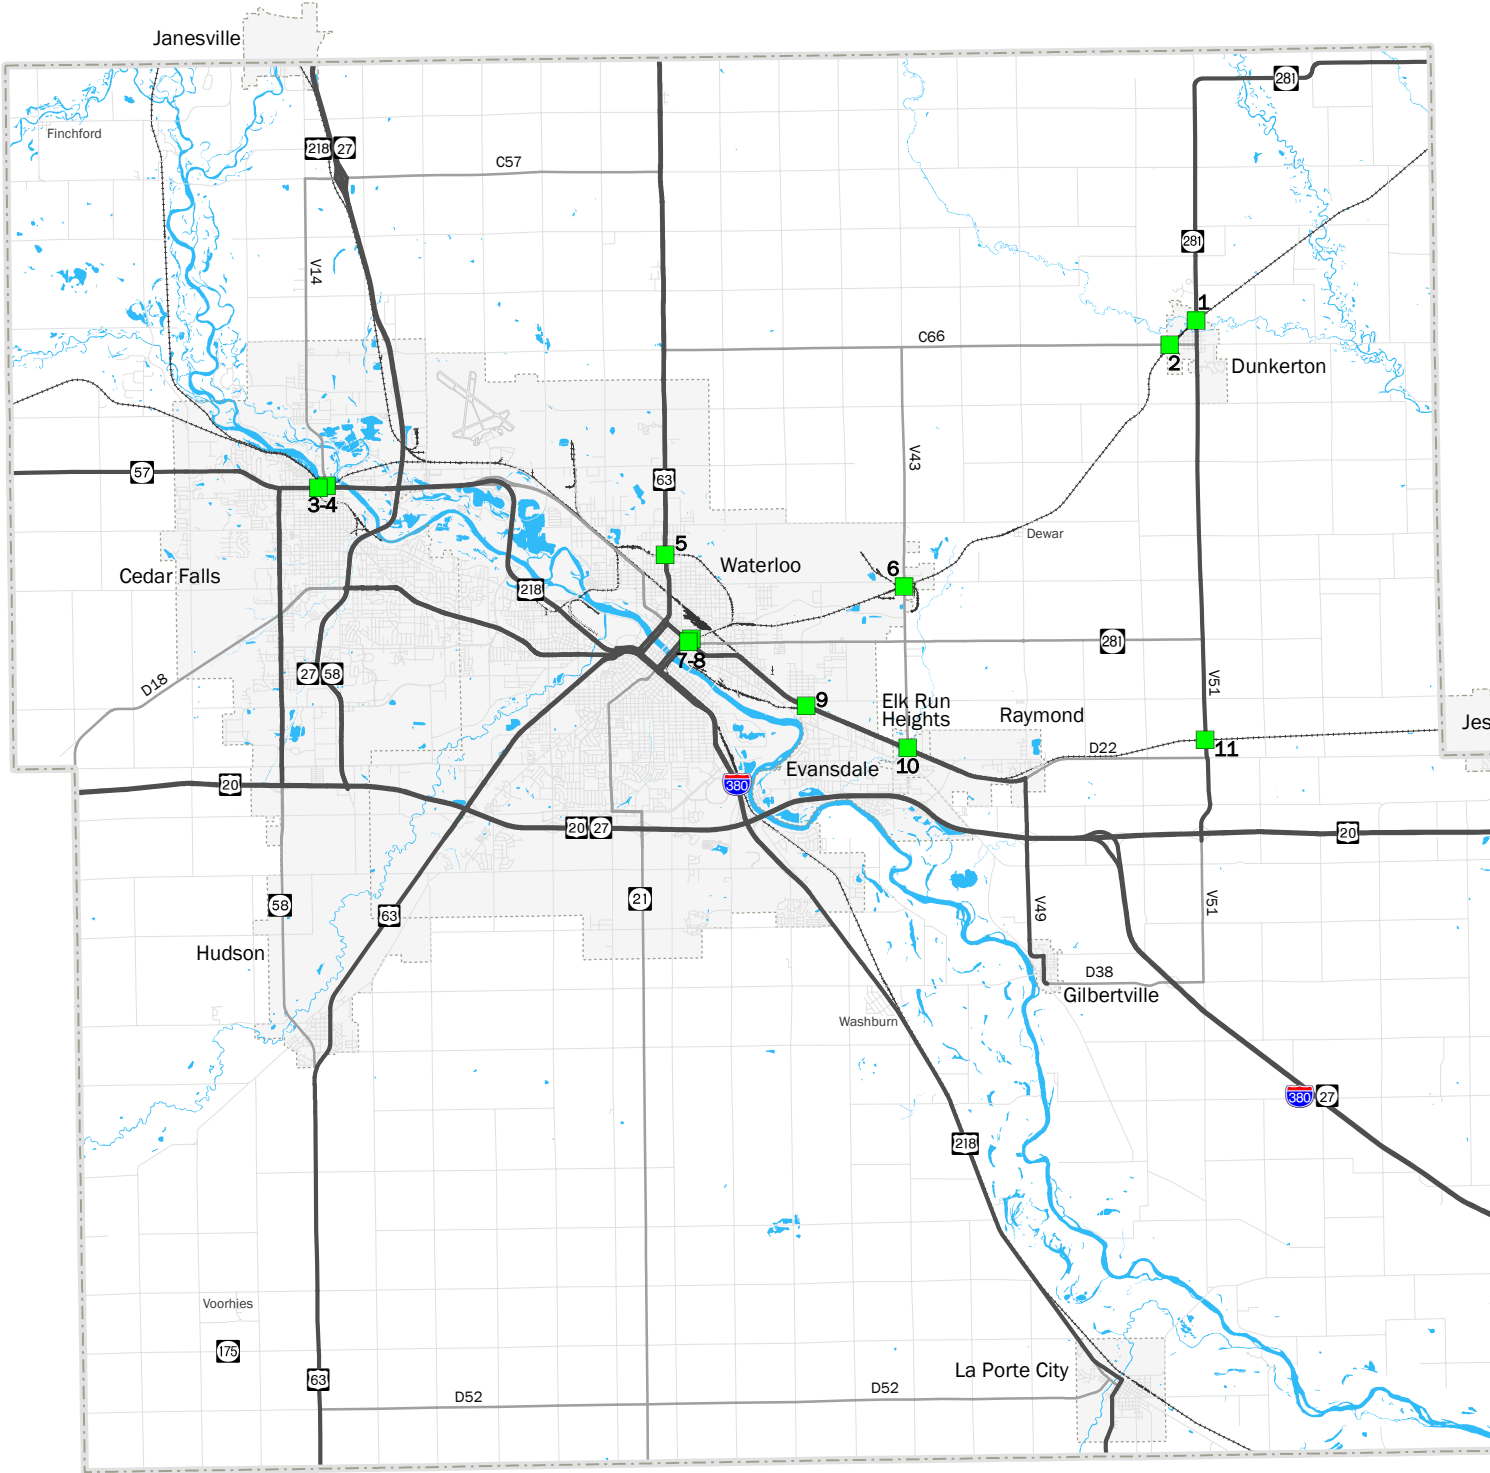 Janesville
281
Finchford
218 27
C57
281
V14
1
C66
2
Dunkerton
V43
57
63
3-4
5
Dewar
Waterloo
6
Cedar Falls
218
281
7-8
27 58
D18
V51
9
Elk Run
Heights
Raymond
Jes
D22
11
10
Evansdale
380
20
20 27
20
21
58
63
V49
V51
Hudson
D38
Gilbertville
Washburn
380 27
218
Voorhies
175
La Porte City
63
D52
D52